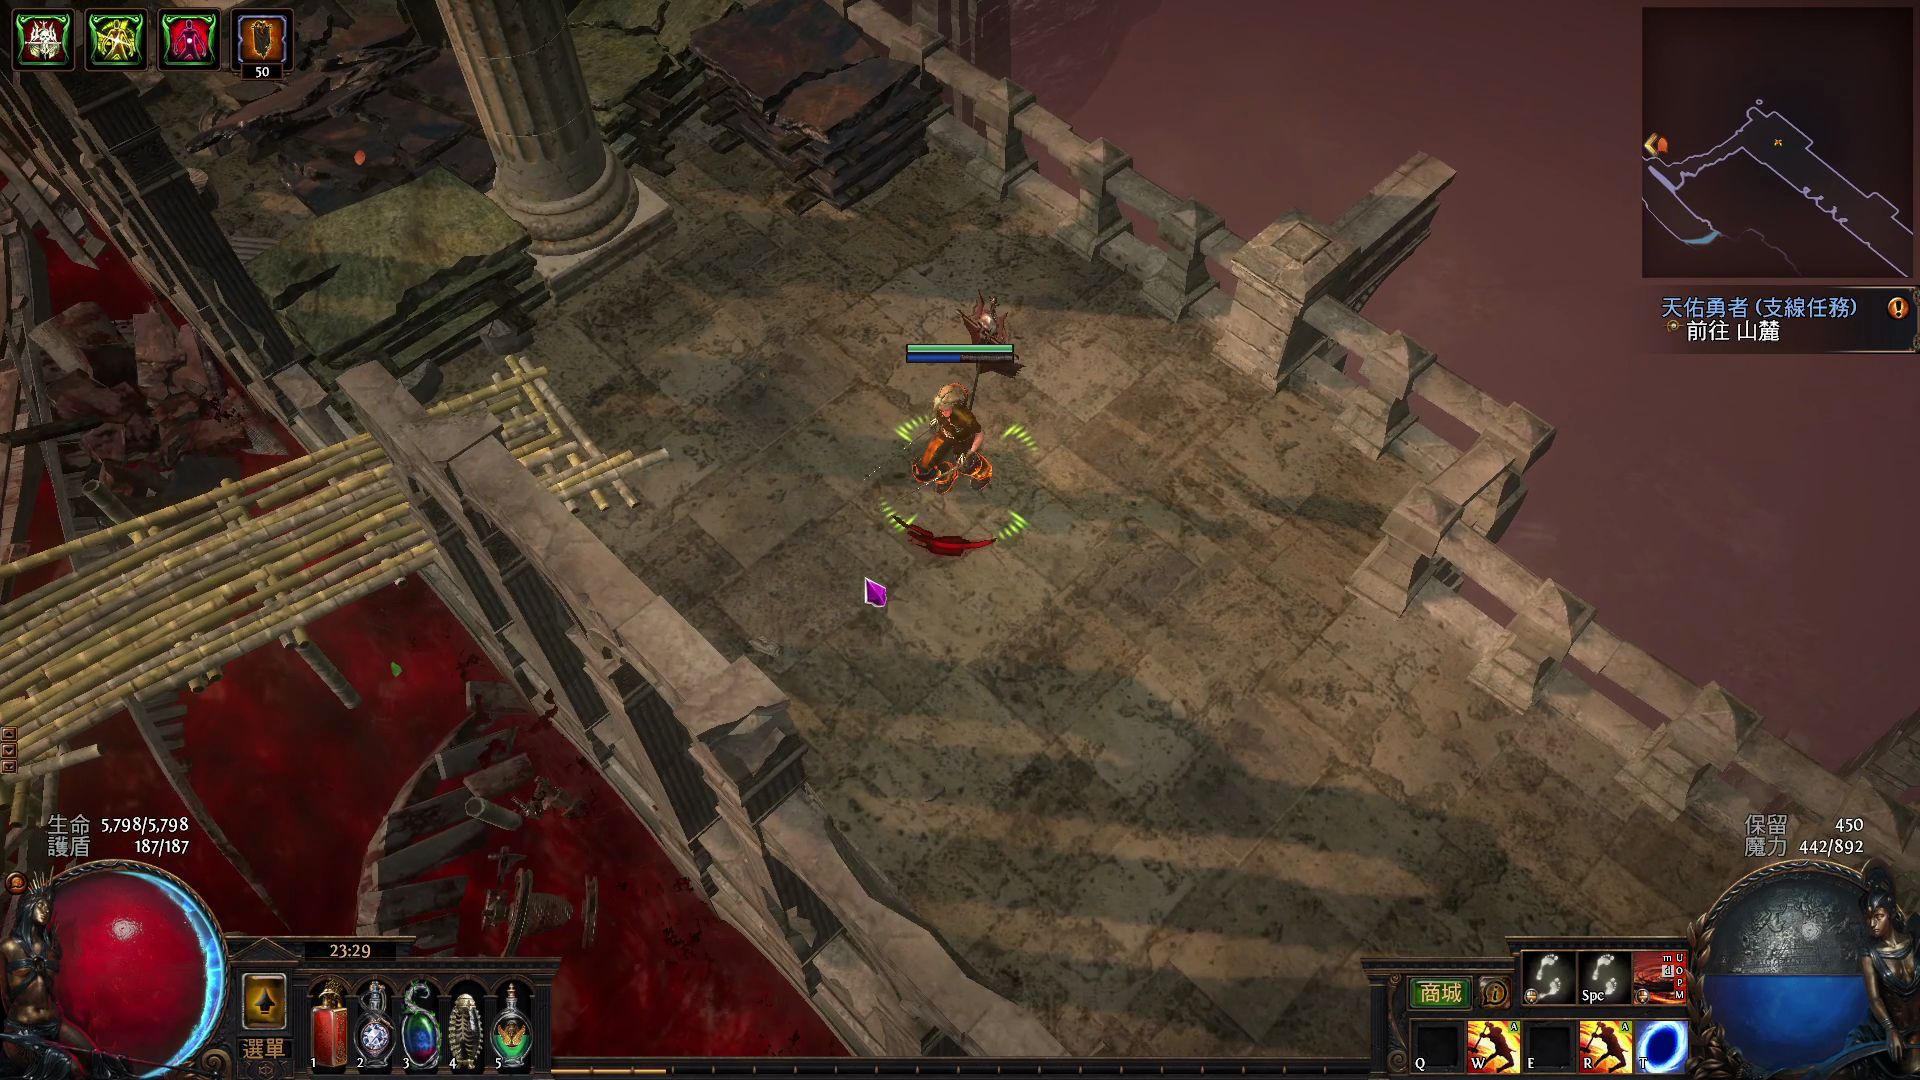 50
天佑勇者 (支線任務)
前往 山麓
生命 5,798/5,798
護盾 187/187
保留 450
魔力 442/892
23:29
選單
1 2 3 4 5
商城
Spc
m U
d O
P
M
Q W A E R A T